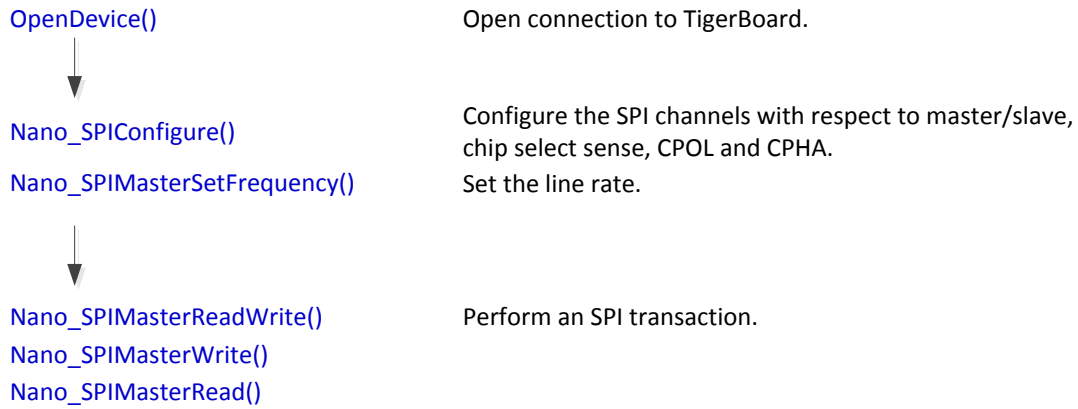 OpenDevice() Open connection to TigerBoard.
Nano_SPIConfigure() Configure the SPI channels with respect to master/slave,
chip select sense, CPOL and CPHA.
Nano_SPIMasterSetFrequency() Set the line rate.
Nano_SPIMasterReadWrite() Perform an SPI transaction.
Nano_SPIMasterWrite()
Nano_SPIMasterRead()